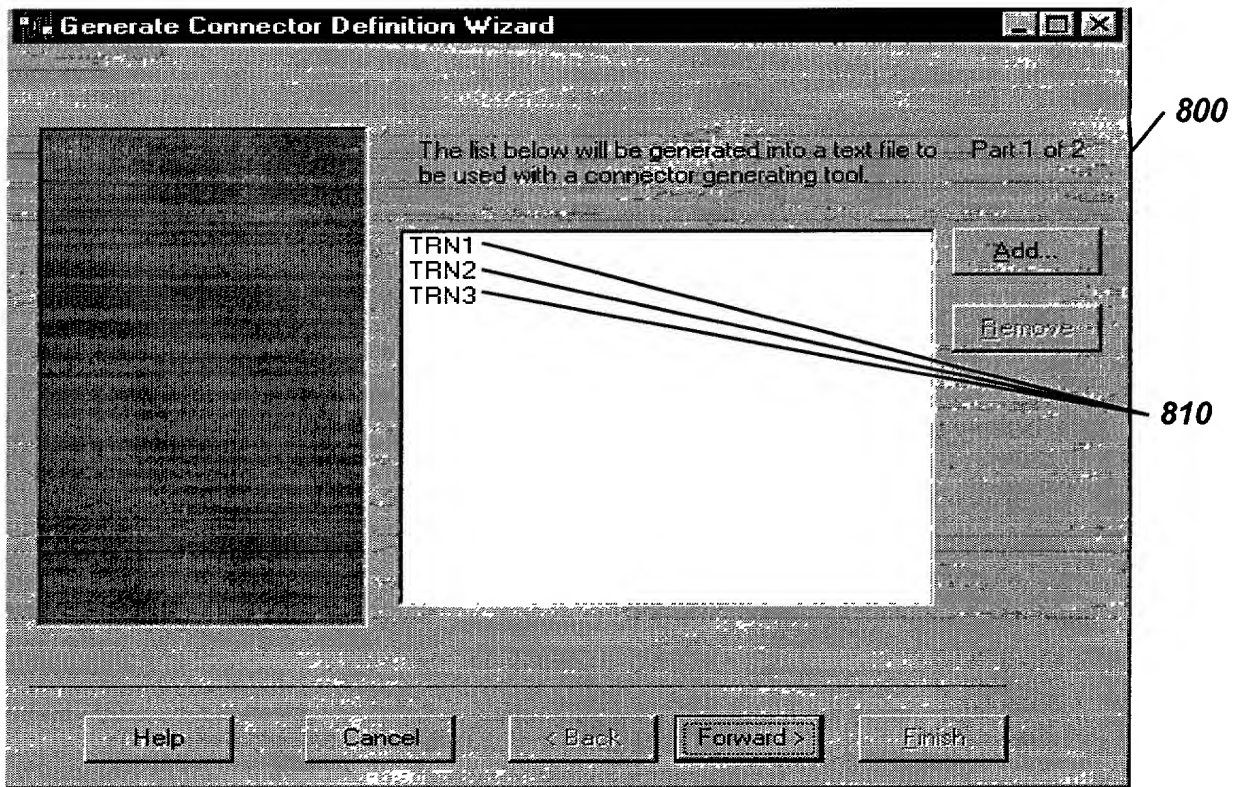 Generate Connector Definition Wizard
800
The list below will be generated into a text file to Part 1 of 2
be used with a connector generating tool.
TRN1
TRN2
TRN3
Add...
Remove
810
Help
Cancel
< Back
Forward >
Finish